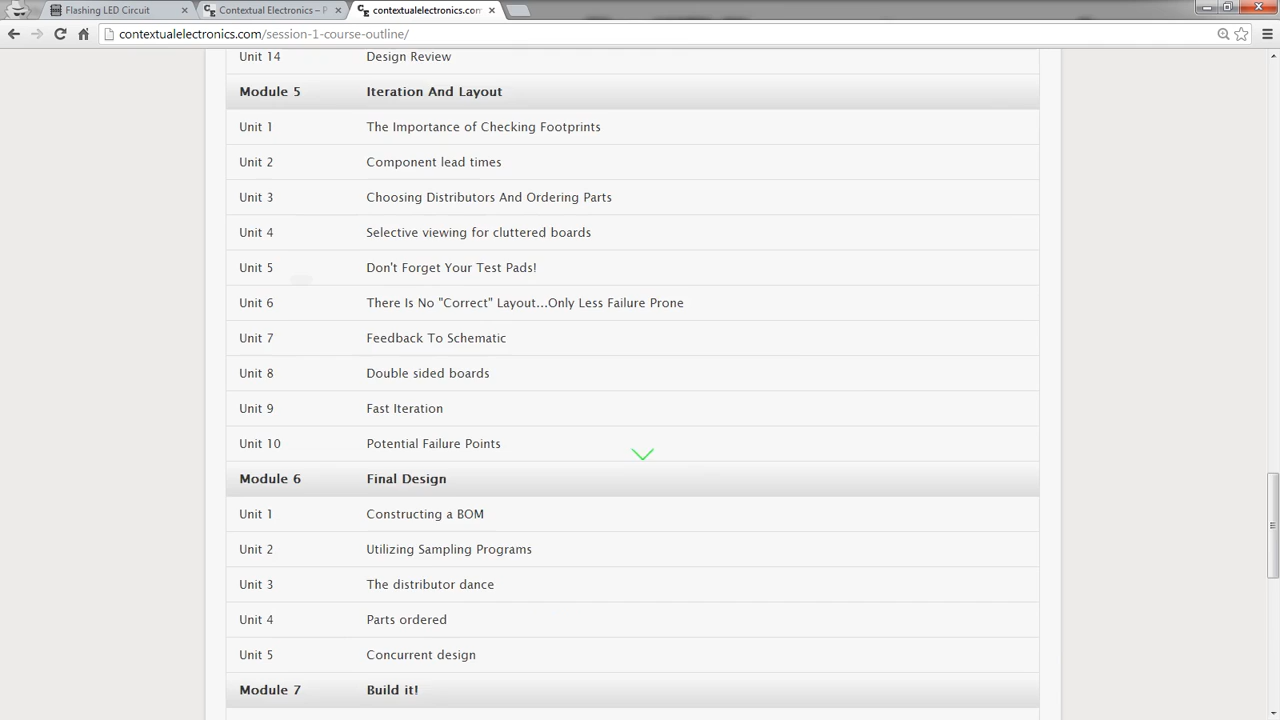 Flashing LED Circuit
Contextual Electronics – P
contextualelectronics.com
contextualelectronics.com/session-1-course-outline/
Unit 14 Design Review
Module 5 Iteration And Layout
Unit 1 The Importance of Checking Footprints
Unit 2 Component lead times
Unit 3 Choosing Distributors And Ordering Parts
Unit 4 Selective viewing for cluttered boards
Unit 5 Don't Forget Your Test Pads!
Unit 6 There Is No "Correct" Layout...Only Less Failure Prone
Unit 7 Feedback To Schematic
Unit 8 Double sided boards
Unit 9 Fast Iteration
Unit 10 Potential Failure Points
Module 6 Final Design
Unit 1 Constructing a BOM
Unit 2 Utilizing Sampling Programs
Unit 3 The distributor dance
Unit 4 Parts ordered
Unit 5 Concurrent design
Module 7 Build it!